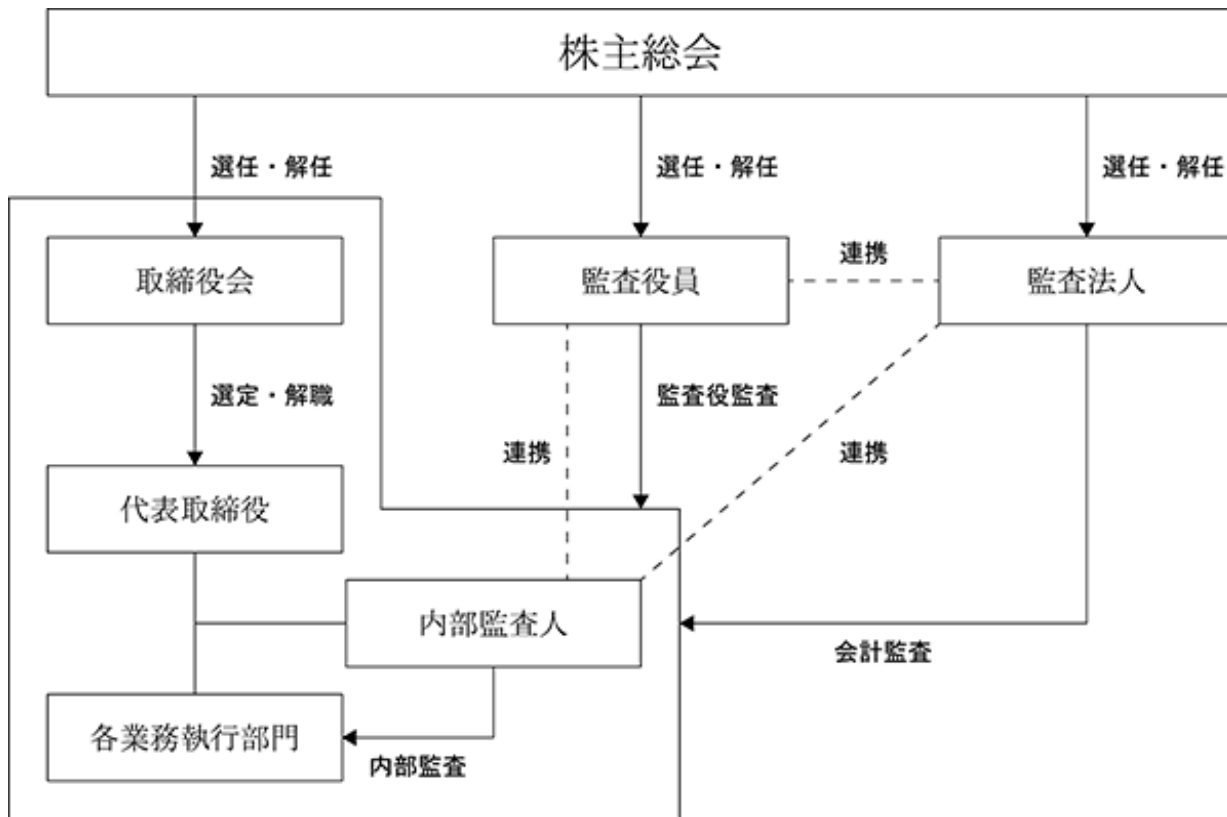 株主総会
選任・解任
選任・解任
選任・解任
取締役会
監査役員
連携
監査法人
選定・解職
監査役監査
連携
連携
代表取締役
内部監査人
会計監査
各業務執行部門
内部監査